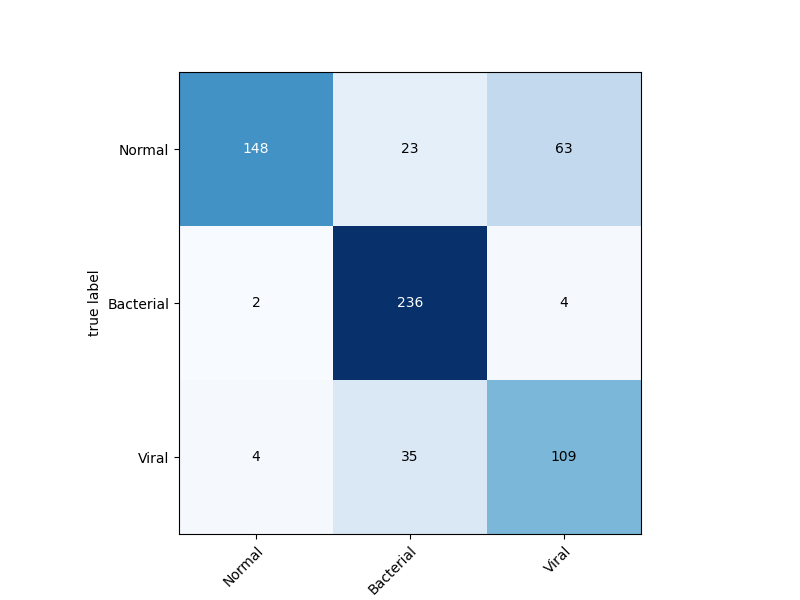 Normal 148 23 63
true label
Bacterial 2 236 4
Viral 4 35 109
Normal Bacterial Viral